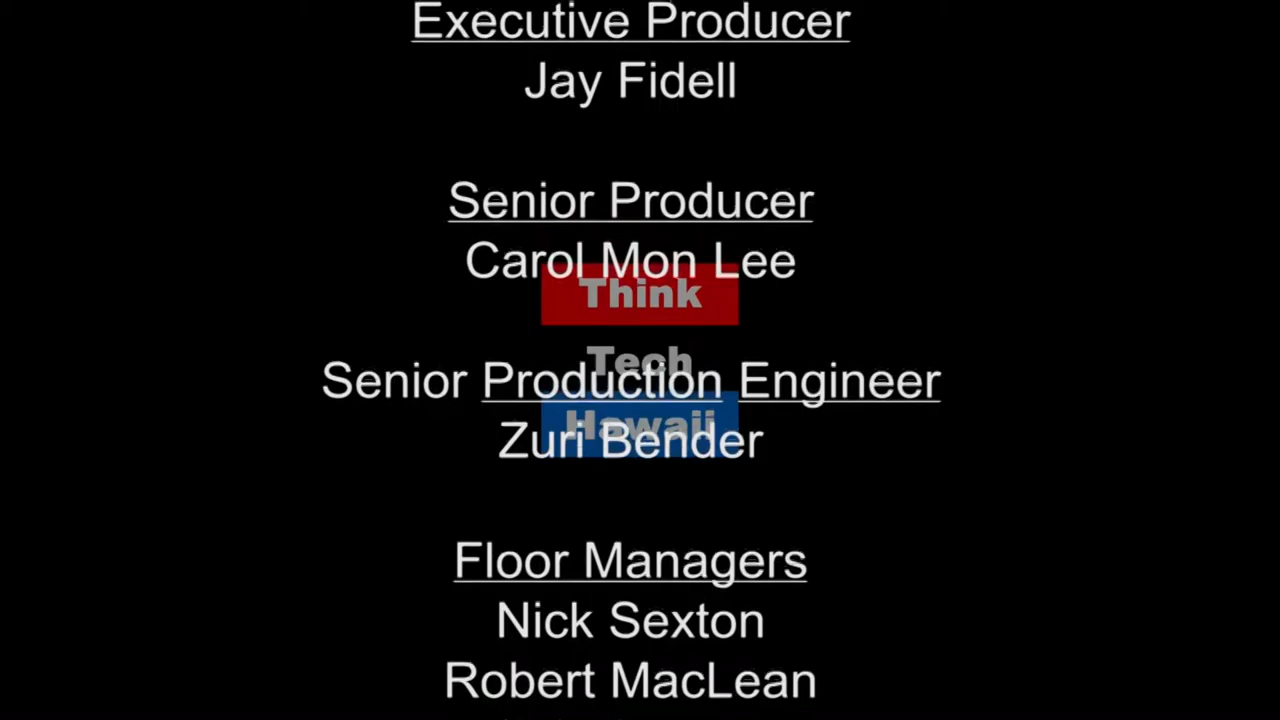 Executive Producer
Jay Fidell
Senior Producer
Carol Mon Lee
Think
Tech
Senior Production Engineer
Hawaii
Zuri Bender
Floor Managers
Nick Sexton
Robert MacLean